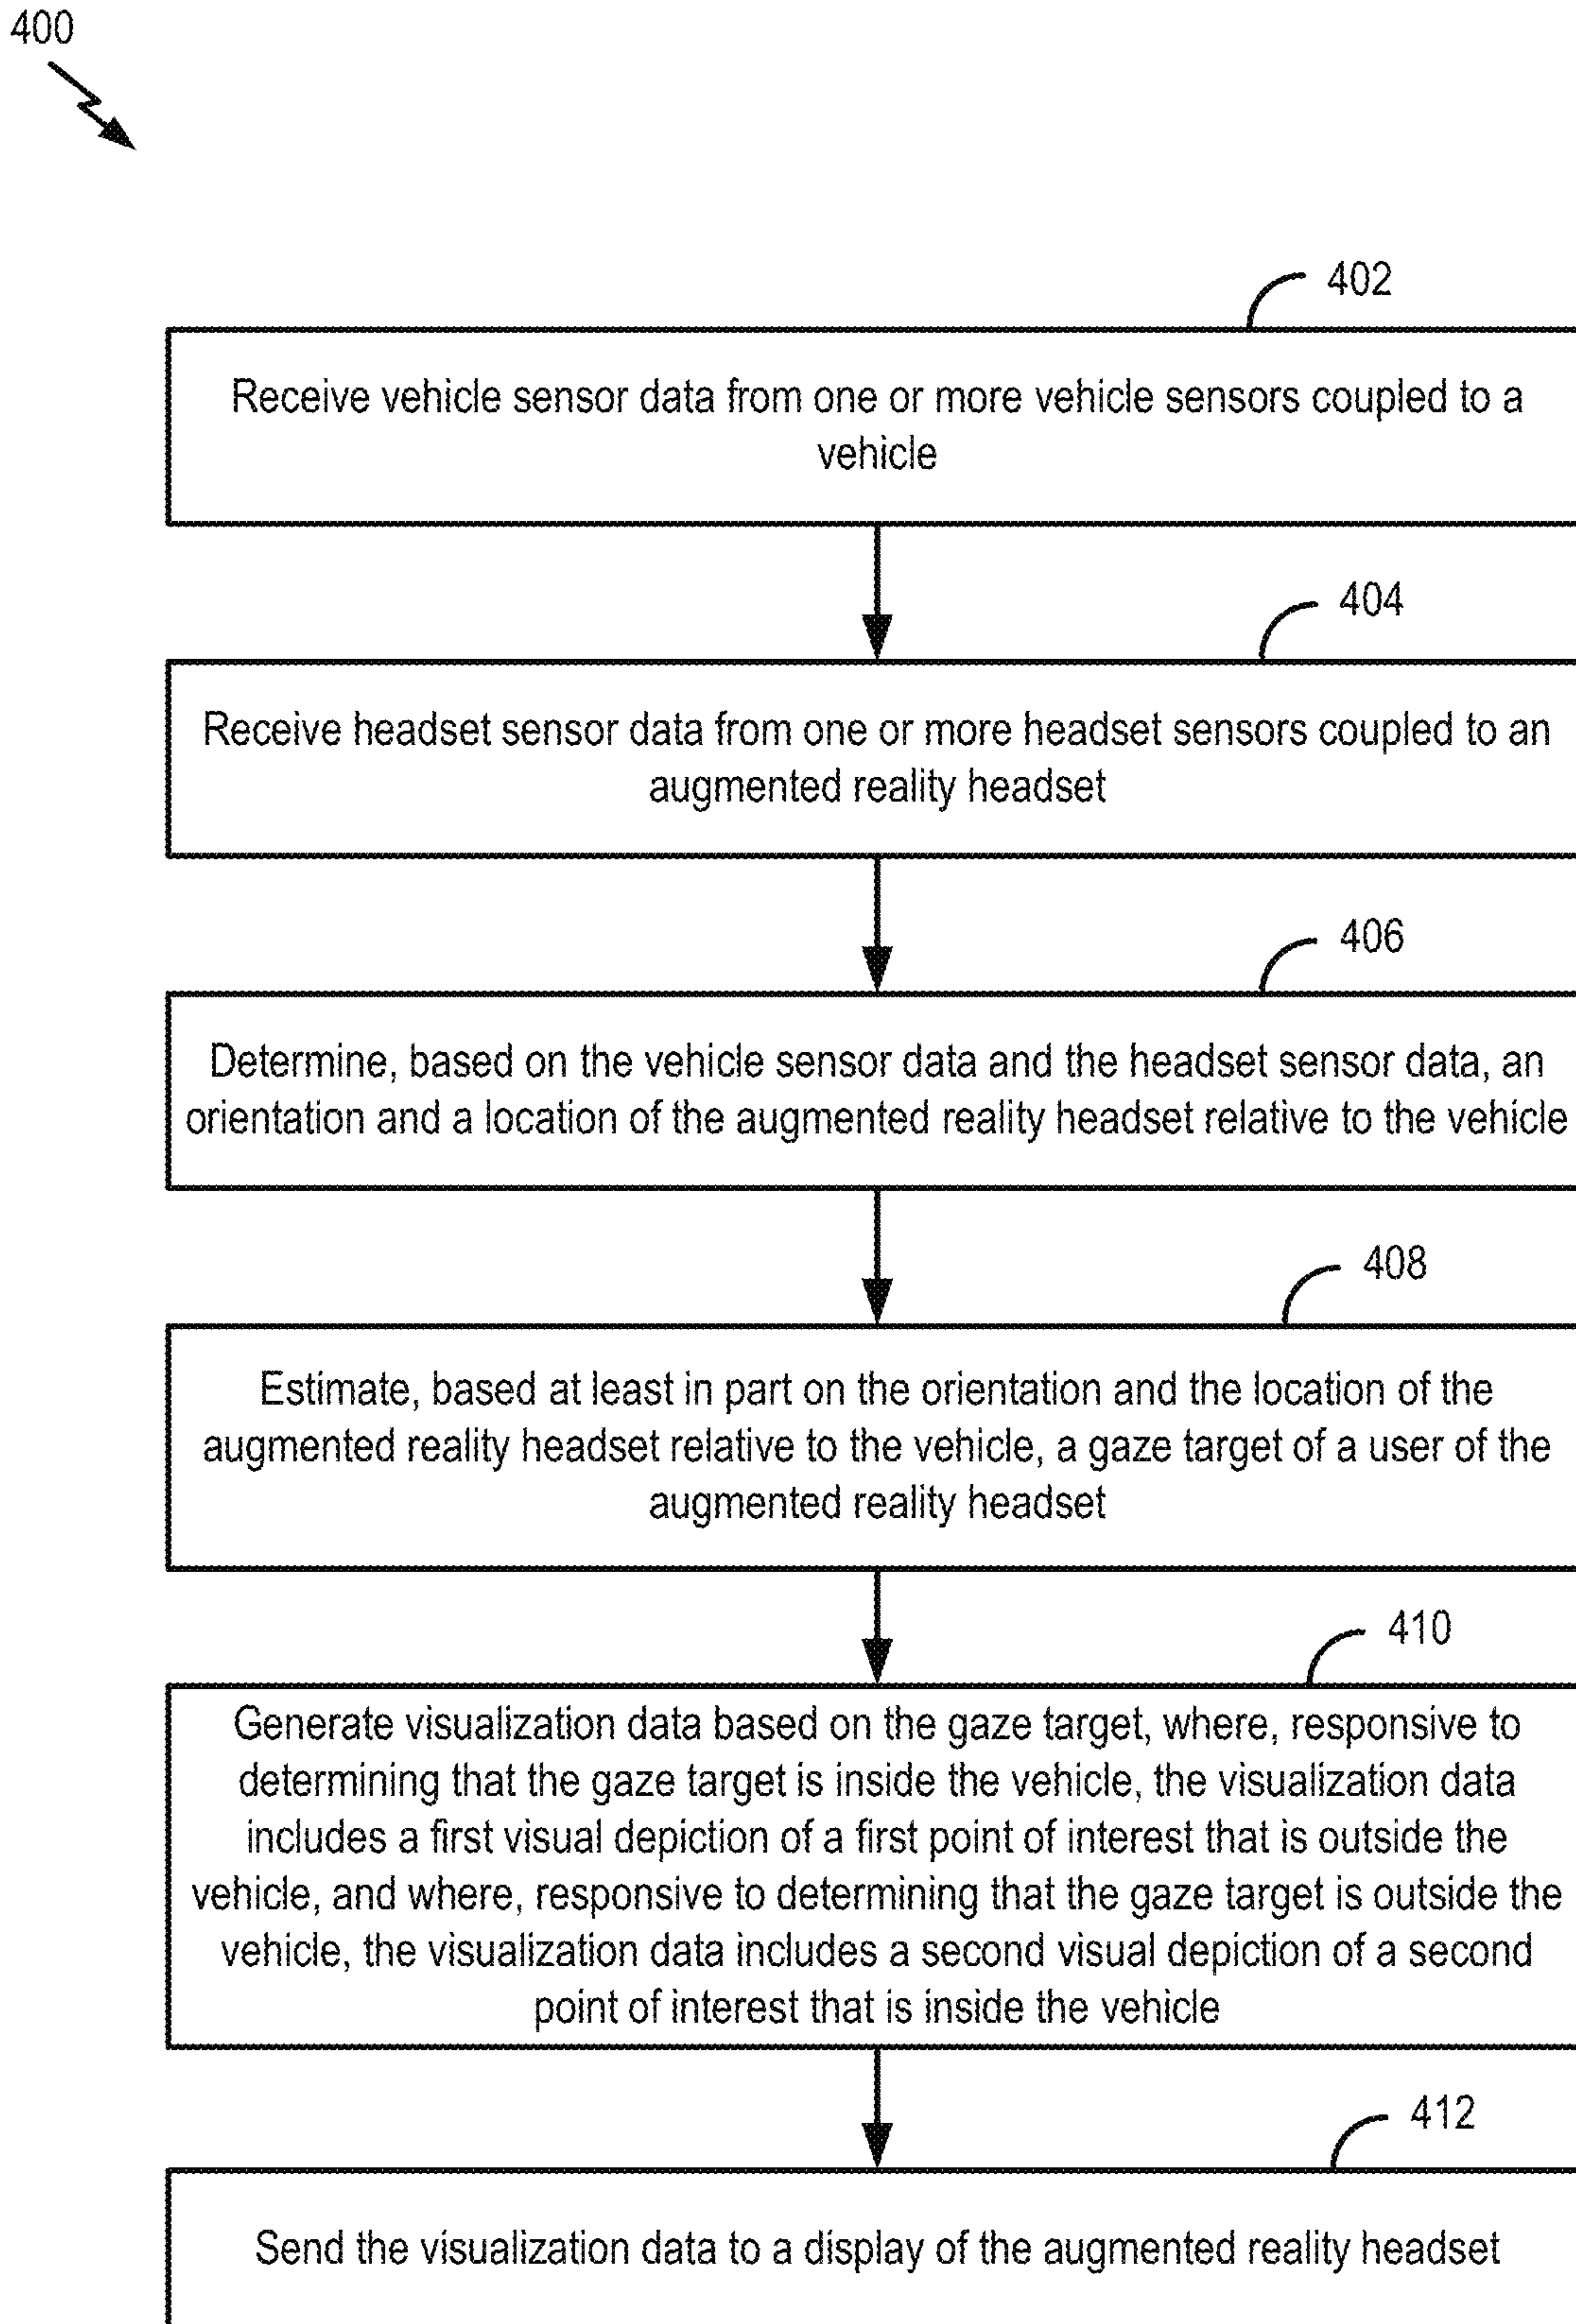 400
402
Receive vehicle sensor data from one or more vehicle sensors coupled to a
vehicle
404
Receive headset sensor data from one or more headset sensors coupled to an
augmented reality headset
406
Determine, based on the vehicle sensor data and the headset sensor data, an
orientation and a location of the augmented reality headset relative to the vehicle
408
Estimate, based at least in part on the orientation and the location of the
augmented reality headset relative to the vehicle, a gaze target of a user of the
augmented reality headset
410
Generate visualization data based on the gaze target, where, responsive to
determining that the gaze target is inside the vehicle, the visualization data
includes a first visual depiction of a first point of interest that is outside the
vehicle, and where, responsive to determining that the gaze target is outside the
vehicle, the visualization data includes a second visual depiction of a second
point of interest that is inside the vehicle
412
Send the visualization data to a display of the augmented reality headset